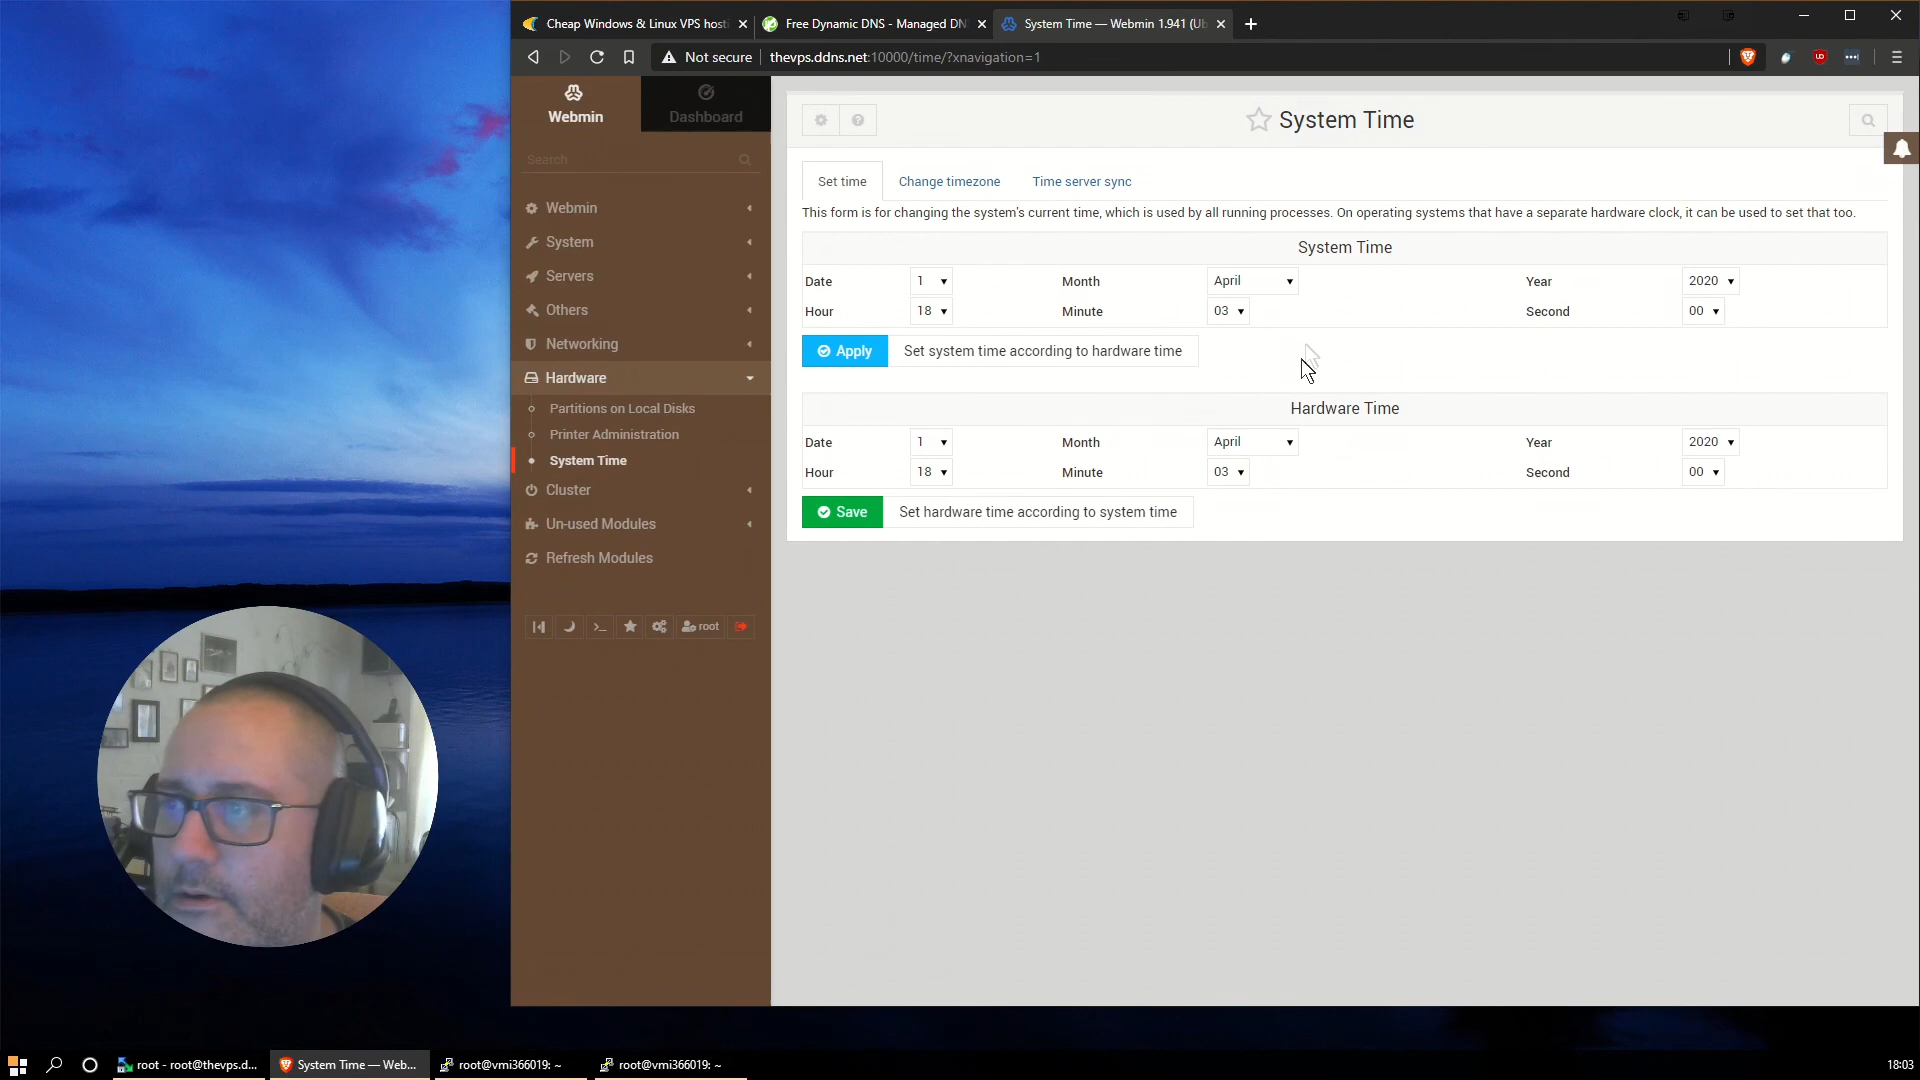 Cheap Windows & Linux VPS hosti
Free Dynamic DNS - Managed DN
System Time — Webmin 1.941 (Ub
Not secure
thevps.ddns.net:10000/time/?xnavigation=1
Webmin
Dashboard
Search
Webmin
System
Servers
Others
Networking
Hardware
Partitions on Local Disks
Printer Administration
System Time
Cluster
Un-used Modules
Refresh Modules
root
System Time
Set time
Change timezone
Time server sync
This form is for changing the system's current time, which is used by all running processes. On operating systems that have a separate hardware clock, it can be used to set that too.
System Time
Date 1 Month April Year 2020
Hour 18 Minute 03 Second 00
Apply Set system time according to hardware time
Hardware Time
Date 1 Month April Year 2020
Hour 18 Minute 03 Second 00
Save Set hardware time according to system time
root - root@thevps.d...
System Time — Web...
root@vmi366019: ~
root@vmi366019: ~
18:03